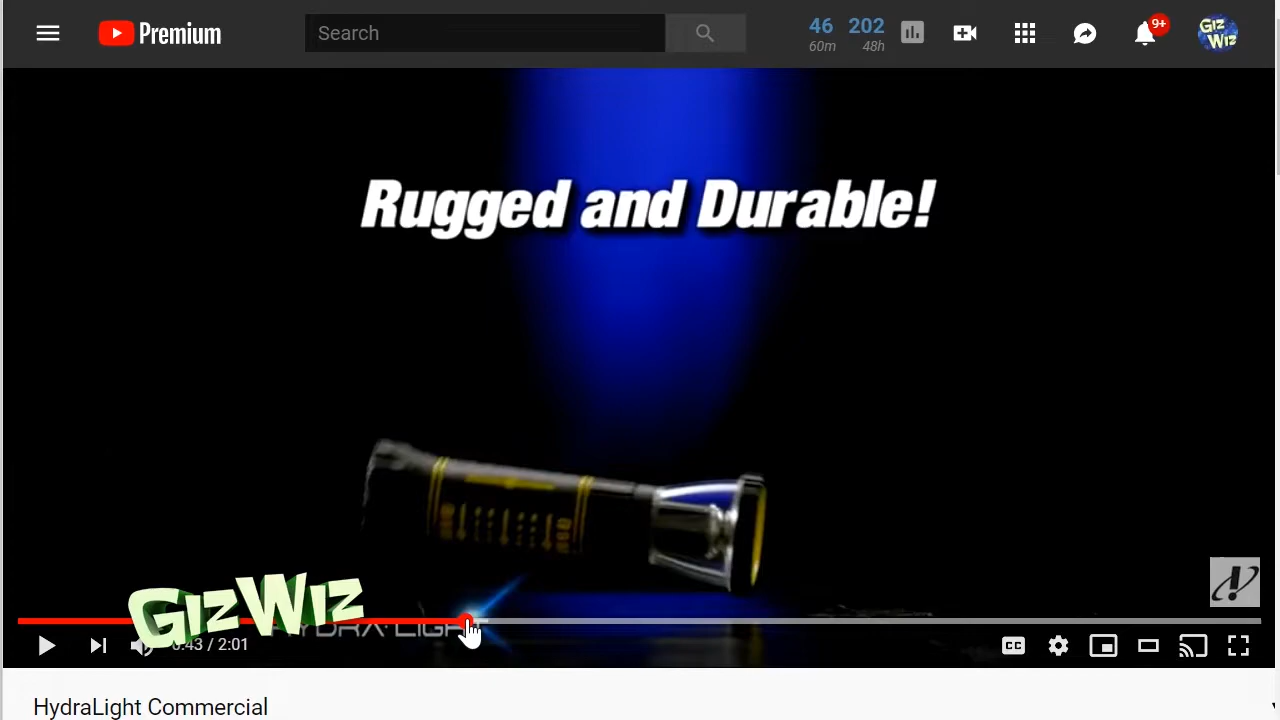 Premium
Search
46 202
60m 48h
9+
GIZ
WIZ
Rugged and Durable!
GIZWIZ
0:43 / 2:01
CC
HydraLight Commercial